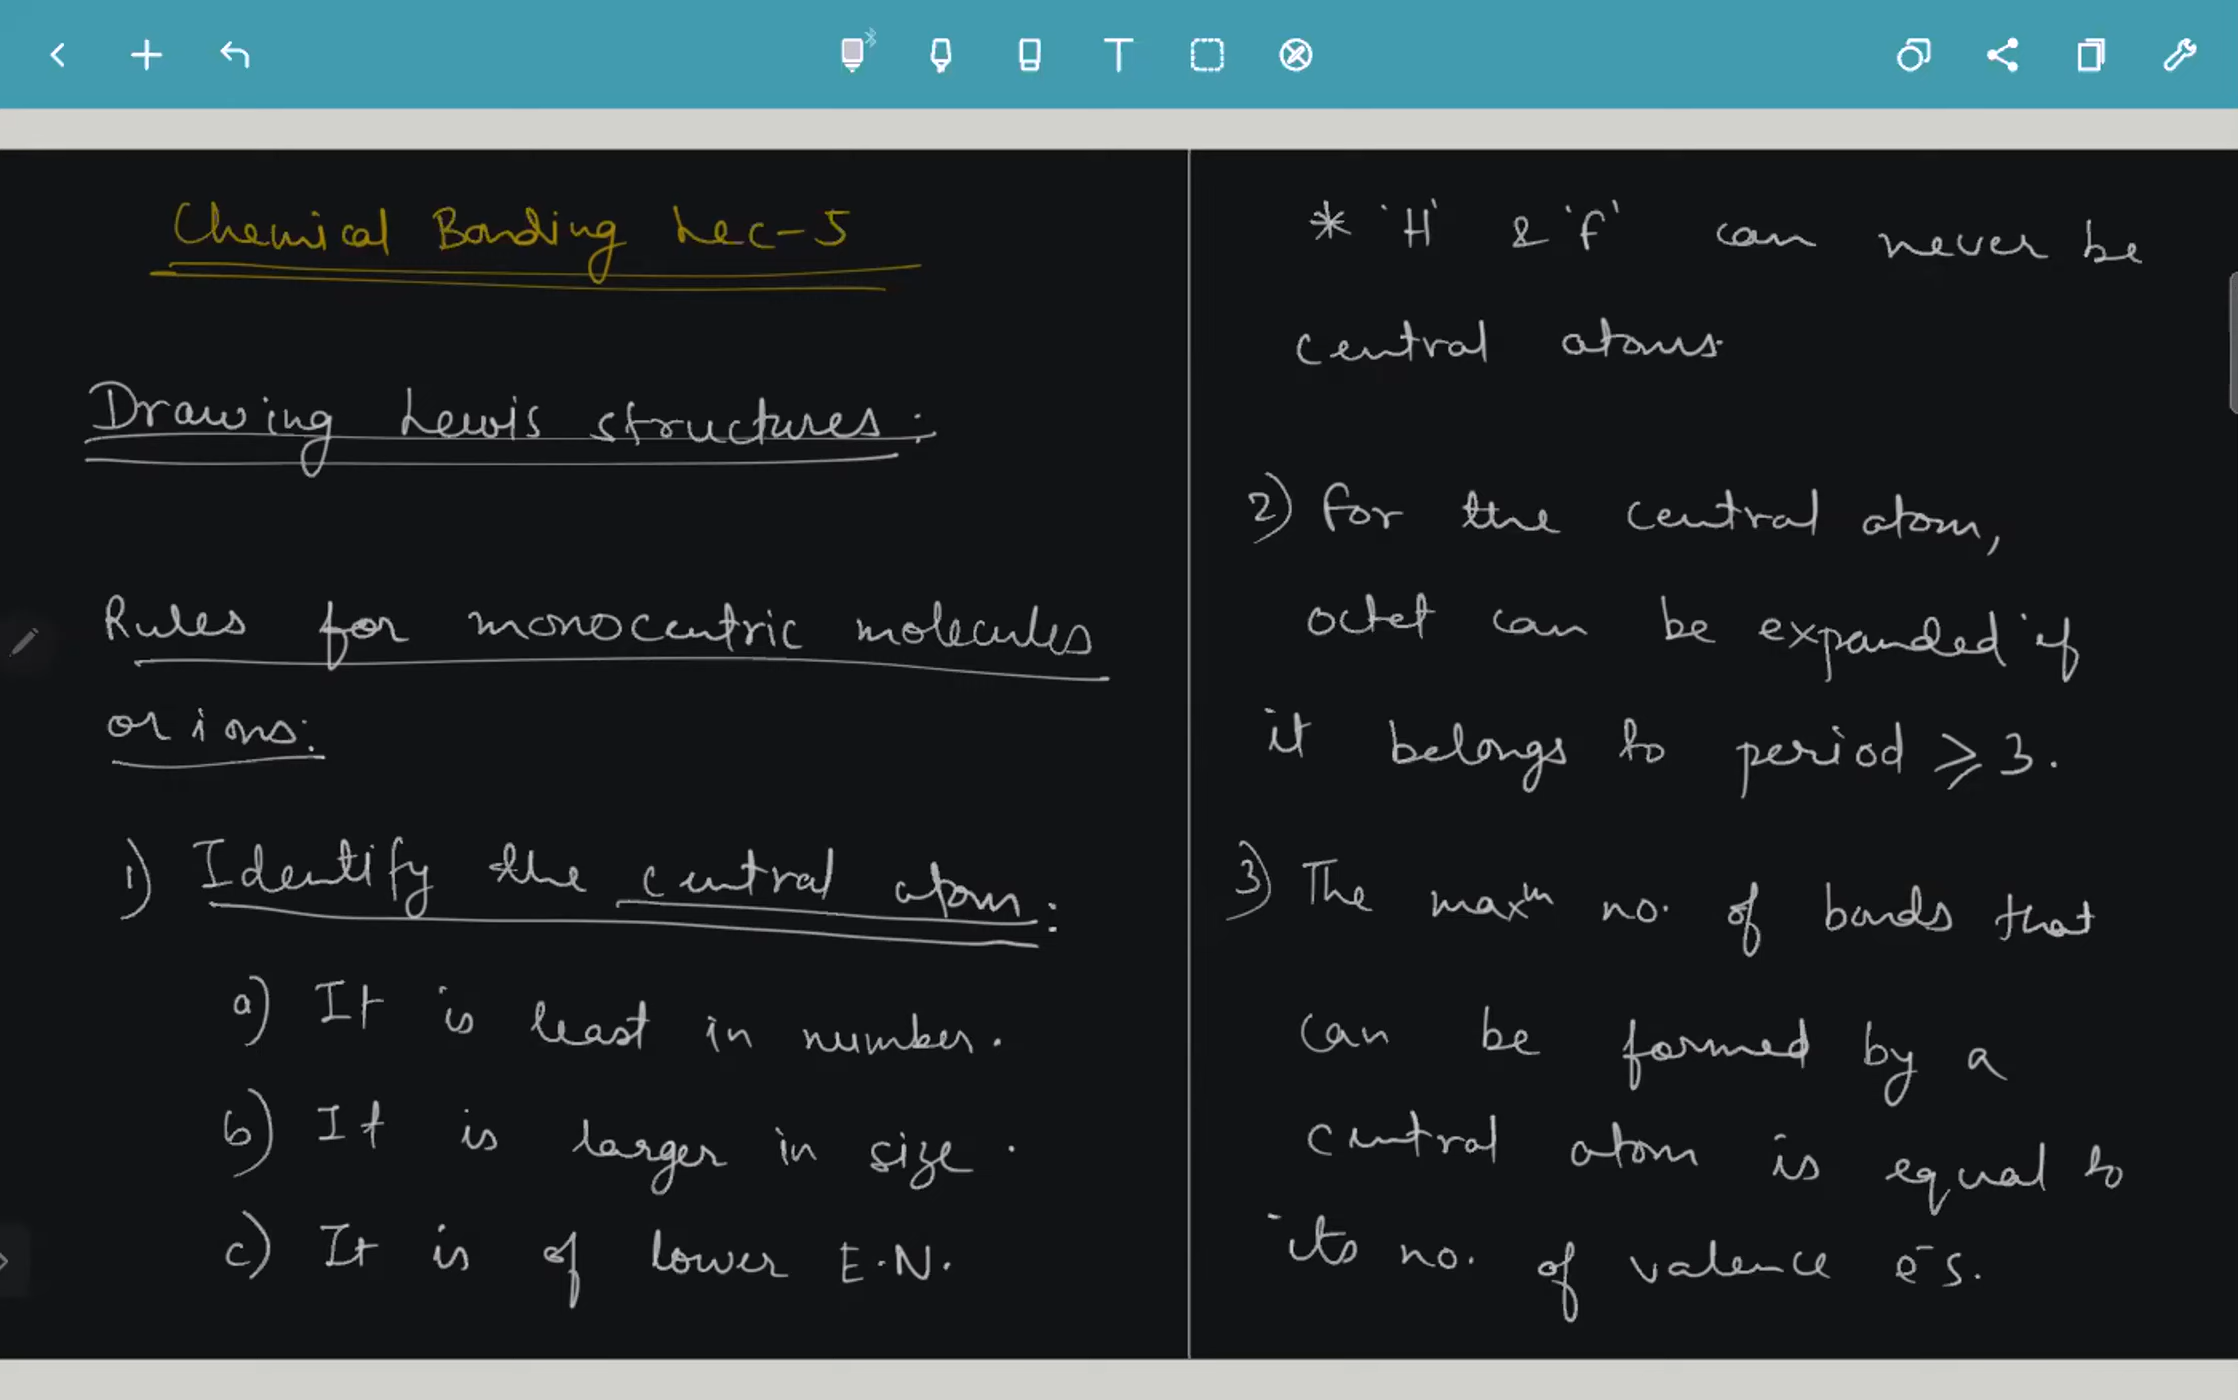 Chemical Bonding Lec-5
Drawing Lewis structures:
Rules for monocentric molecules
or ions:
1) Identify the central atom:
a) It is least in number.
b) It is larger in size.
c) It is of lower E.N.
* 'H' & 'F' can never be
central atoms.
2) For the central atom,
octet can be expanded if
it belongs to period ⩾ 3.
3) The maxᵐ no. of bonds that
can be formed by a
central atom is equal to
its no. of valence e⁻s.